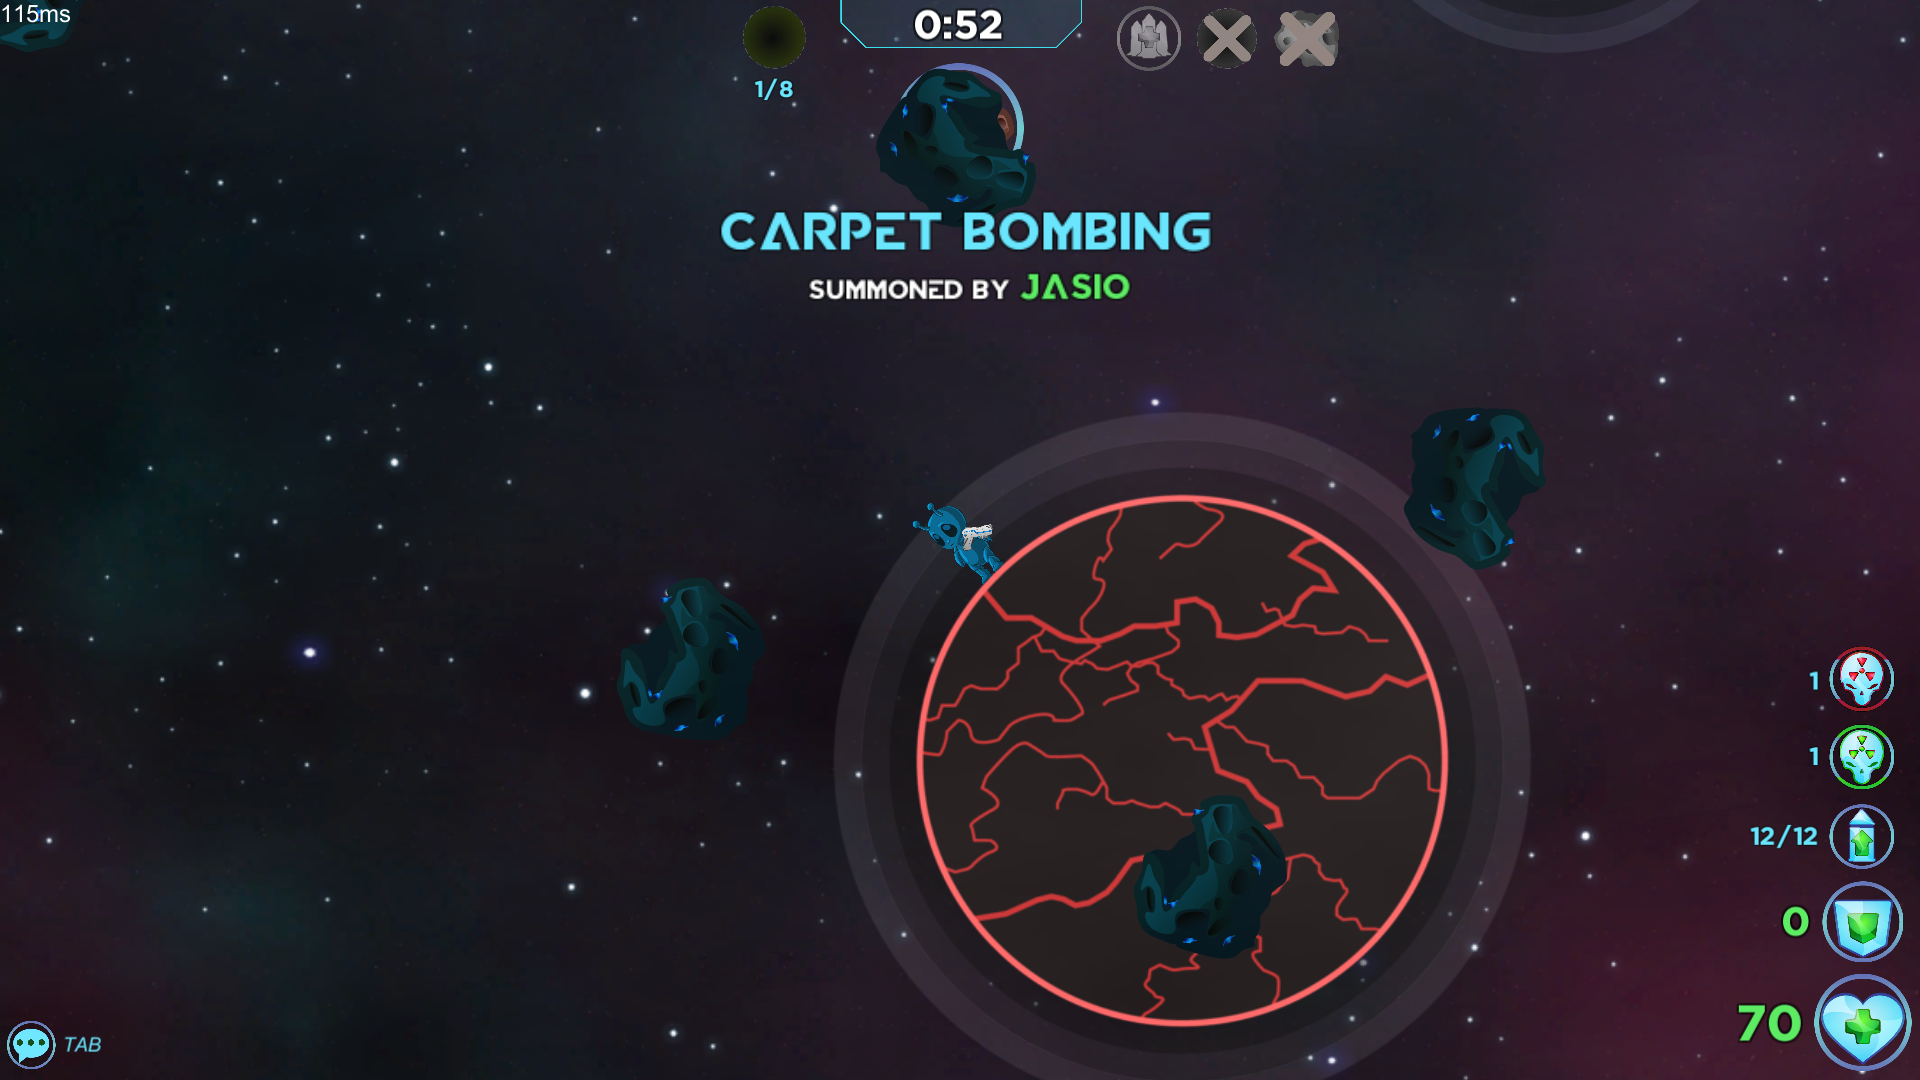 115ms
0:52
1/8
CARPET BOMBING
SUMMONED BY JASIO
1
1
12/12
0
70
TAB